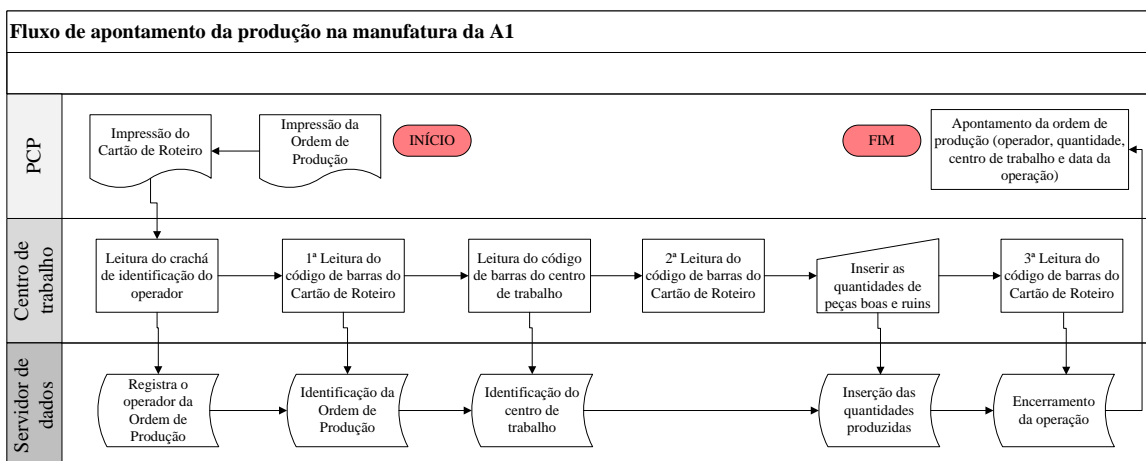 Fluxo de apontamento da produção na manufatura da A1
PCP
Impressão do
Cartão de Roteiro
Impressão da
Ordem de
Produção
INÍCIO
FIM
Apontamento da ordem de
produção (operador, quantidade,
centro de trabalho e data da
operação)
Centro de
trabalho
Leitura do crachá
de identificação do
operador
1ª Leitura do
código de barras do
Cartão de Roteiro
Leitura do código
de barras do centro
de trabalho
2ª Leitura do
código de barras do
Cartão de Roteiro
Inserir as
quantidades de
peças boas e ruins
3ª Leitura do
código de barras do
Cartão de Roteiro
Servidor de
dados
Registra o
operador da
Ordem de
Produção
Identificação da
Ordem de
Produção
Identificação do
centro de
trabalho
Inserção das
quantidades
produzidas
Encerramento
da operação